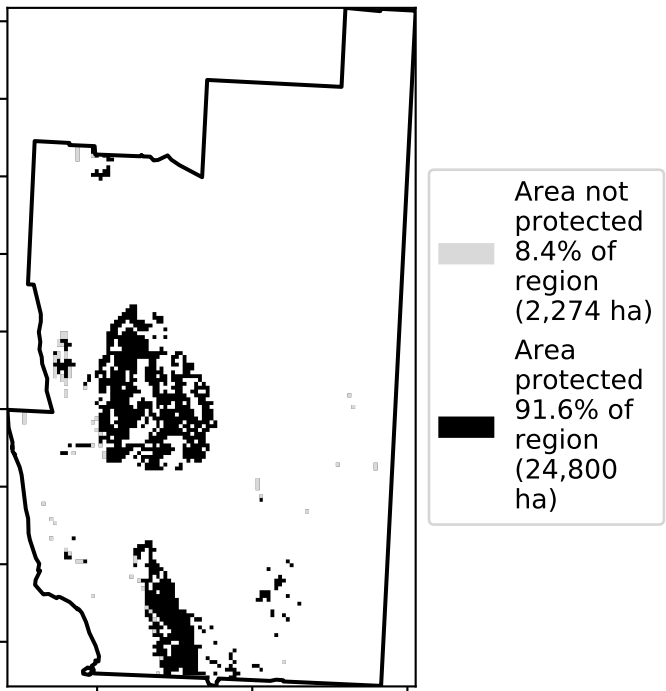 Area not
protected
8.4% of
region
(2,274 ha)
Area
protected
91.6% of
region
(24,800
ha)